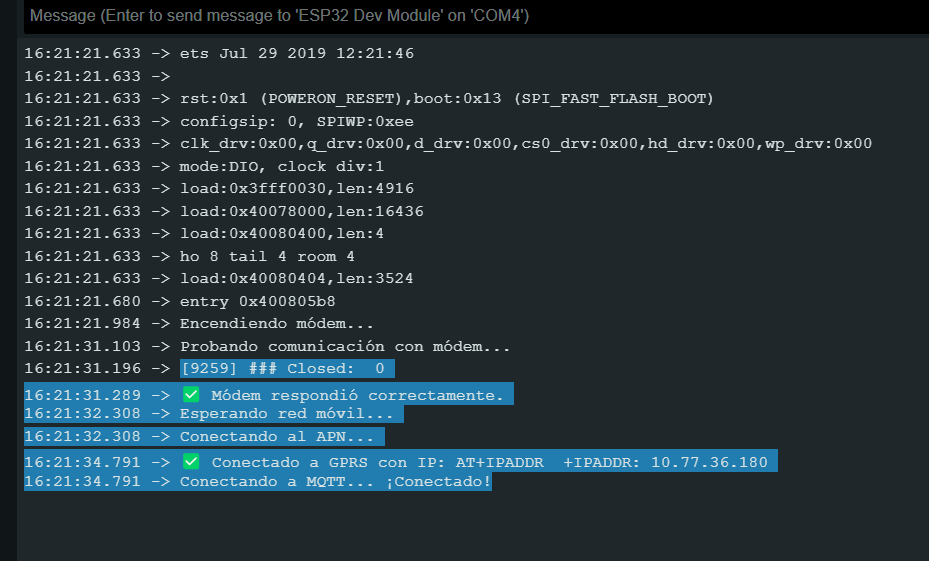 Message (Enter to send message to 'ESP32 Dev Module' on 'COM4')
16:21:21.633 -> ets Jul 29 2019 12:21:46
16:21:21.633 ->
16:21:21.633 -> rst:0x1 (POWERON_RESET),boot:0x13 (SPI_FAST_FLASH_BOOT)
16:21:21.633 -> configsip: 0, SPIWP:0xee
16:21:21.633 -> clk_drv:0x00,q_drv:0x00,d_drv:0x00,cs0_drv:0x00,hd_drv:0x00,wp_drv:0x00
16:21:21.633 -> mode:DIO, clock div:1
16:21:21.633 -> load:0x3fff0030,len:4916
16:21:21.633 -> load:0x40078000,len:16436
16:21:21.633 -> load:0x40080400,len:4
16:21:21.633 -> ho 8 tail 4 room 4
16:21:21.633 -> load:0x40080404,len:3524
16:21:21.680 -> entry 0x400805b8
16:21:21.984 -> Encendiendo módem...
16:21:31.103 -> Probando comunicación con módem...
16:21:31.196 -> [9259] ### Closed:  0
16:21:31.289 -> ✅ Módem respondió correctamente.
16:21:32.308 -> Esperando red móvil...
16:21:32.308 -> Conectando al APN...
16:21:34.791 -> ✅ Conectado a GPRS con IP: AT+IPADDR  +IPADDR: 10.77.36.180
16:21:34.791 -> Conectando a MQTT... ¡Conectado!